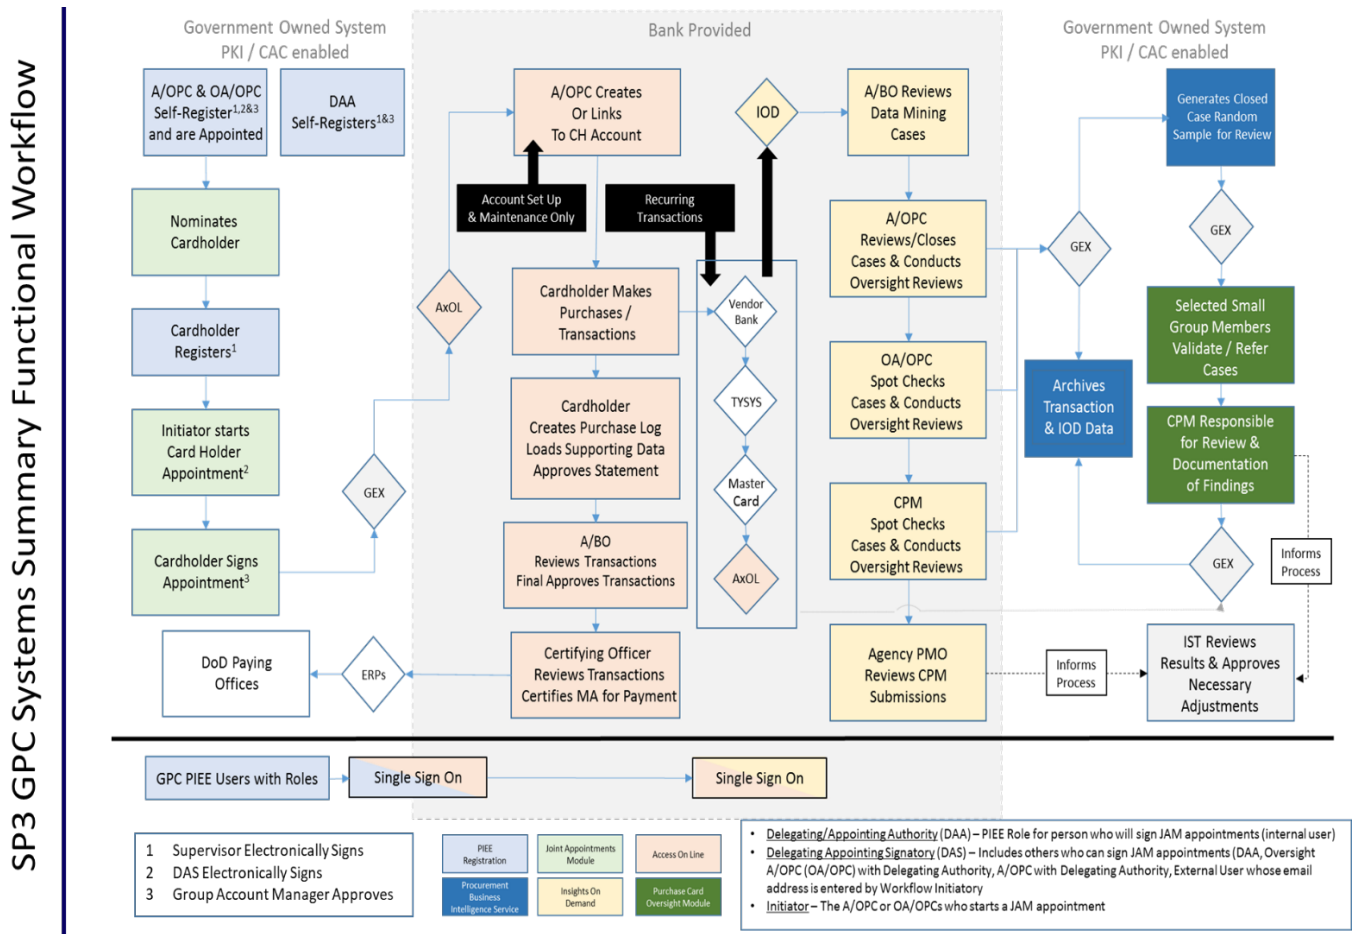 SP3 GPC Systems Summary Functional Workflow
Government Owned System
PKI / CAC enabled
Bank Provided
Government Owned System
PKI / CAC enabled
A/OPC & OA/OPC
Self-Register1,2&3
and are Appointed
DAA
Self-Registers1&3
Nominates
Cardholder
Cardholder
Registers1
Initiator starts
Card Holder
Appointment2
Cardholder Signs
Appointment3
GEX
AxOL
A/OPC Creates
Or Links
To CH Account
Account Set Up
& Maintenance Only
Recurring
Transactions
Cardholder Makes
Purchases /
Transactions
Cardholder
Creates Purchase Log
Loads Supporting Data
Approves Statement
A/BO
Reviews Transactions
Final Approves Transactions
Certifying Officer
Reviews Transactions
Certifies MA for Payment
ERPs
DoD Paying
Offices
Vendor
Bank
TYSYS
Master
Card
AxOL
IOD
A/BO Reviews
Data Mining
Cases
A/OPC
Reviews/Closes
Cases & Conducts
Oversight Reviews
OA/OPC
Spot Checks
Cases & Conducts
Oversight Reviews
CPM
Spot Checks
Cases & Conducts
Oversight Reviews
Agency PMO
Reviews CPM
Submissions
Informs
Process
GEX
Archives
Transaction
& IOD Data
Generates Closed
Case Random
Sample for Review
GEX
Selected Small
Group Members
Validate / Refer
Cases
CPM Responsible
for Review &
Documentation
of Findings
GEX
Informs
Process
IST Reviews
Results & Approves
Necessary
Adjustments
GPC PIEE Users with Roles
Single Sign On
Single Sign On
1 Supervisor Electronically Signs
2 DAS Electronically Signs
3 Group Account Manager Approves
PIEE
Registration
Joint Appointments
Module
Access On Line
Procurement
Business
Intelligence Service
Insights On
Demand
Purchase Card
Oversight Module
• Delegating/Appointing Authority (DAA) – PIEE Role for person who will sign JAM appointments (internal user)
• Delegating Appointing Signatory (DAS) – Includes others who can sign JAM appointments (DAA, Oversight
A/OPC (OA/OPC) with Delegating Authority, A/OPC with Delegating Authority, External User whose email
address is entered by Workflow Initiatory
• Initiator – The A/OPC or OA/OPCs who starts a JAM appointment